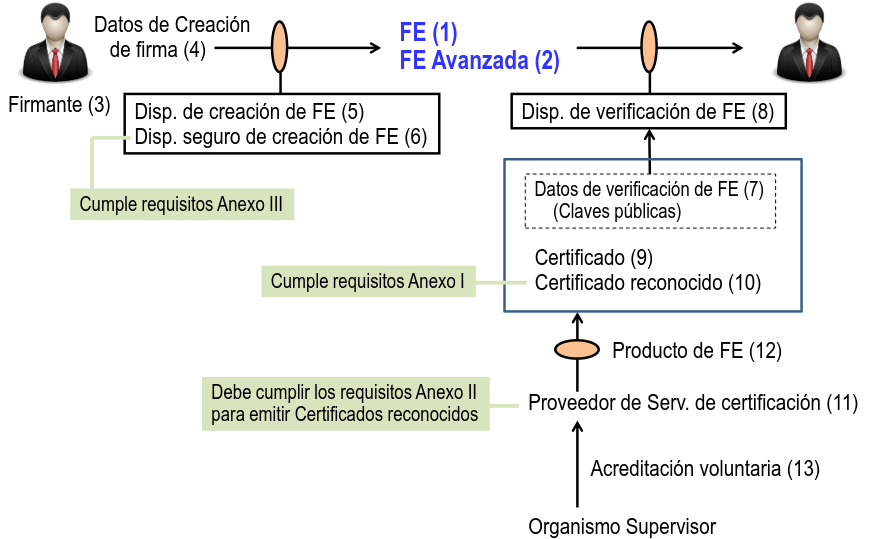 Datos de Creación
de firma (4)
FE (1)
FE Avanzada (2)
Firmante (3)
Disp. de creación de FE (5)
Disp. seguro de creación de FE (6)
Disp. de verificación de FE (8)
Cumple requisitos Anexo III
Datos de verificación de FE (7)
(Claves públicas)
Certificado (9)
Certificado reconocido (10)
Cumple requisitos Anexo I
Producto de FE (12)
Debe cumplir los requisitos Anexo II
para emitir Certificados reconocidos
Proveedor de Serv. de certificación (11)
Acreditación voluntaria (13)
Organismo Supervisor